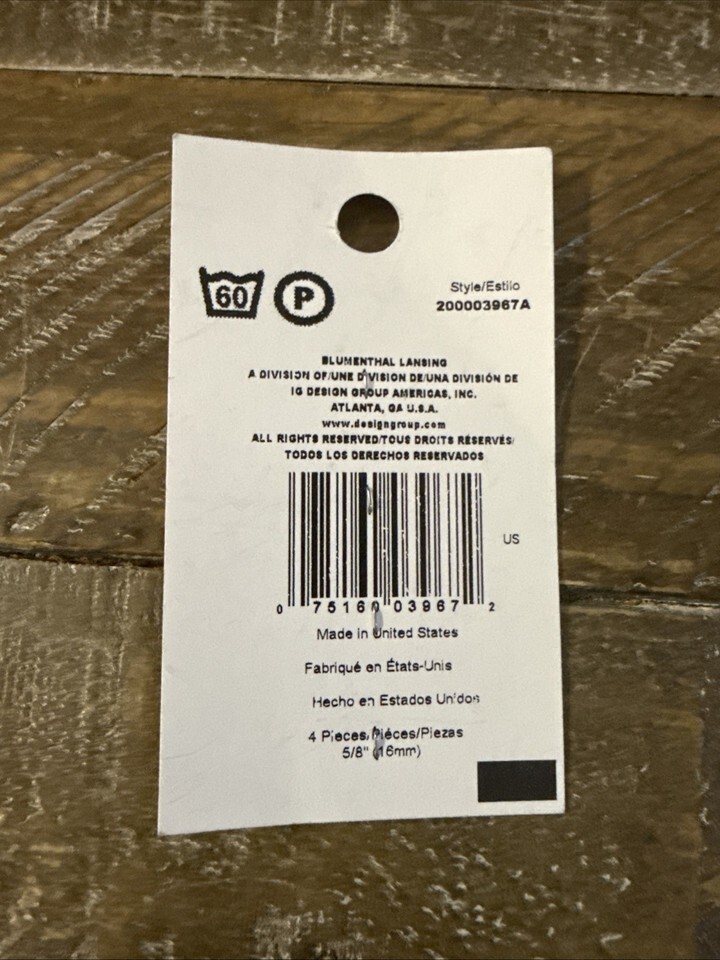 60 P
Style/Estilo
200003967A
BLUMENTHAL LANSING
A DIVISION OF/UNE DIVISION DE/UNA DIVISIÓN DE
IG DESIGN GROUP AMERICAS, INC.
ATLANTA, GA U.S.A.
www.designgroup.com
ALL RIGHTS RESERVED/TOUS DROITS RÉSERVÉS/
TODOS LOS DERECHOS RESERVADOS
US
0 75160 03967 2
Made in United States
Fabriqué en États-Unis
Hecho en Estados Unidos
4 Pieces/Piéces/Piezas
5/8" (16mm)